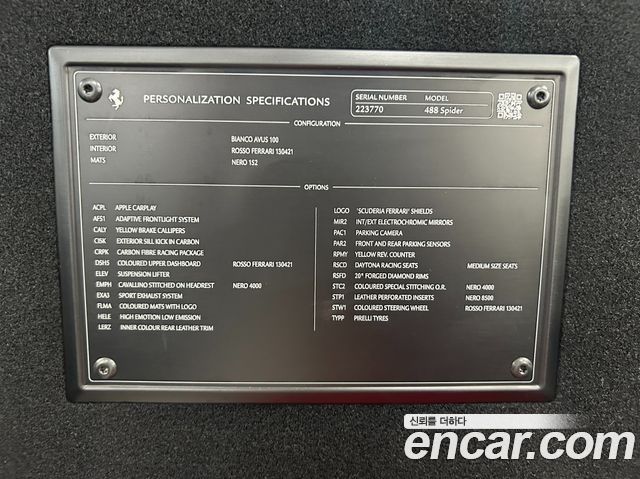 PERSONALIZATION SPECIFICATIONS
SERIAL NUMBER MODEL
223770 488 Spider
CONFIGURATION
EXTERIOR BIANCO AVUS 100
INTERIOR ROSSO FERRARI 130421
MATS NERO 152
OPTIONS
ACPL APPLE CARPLAY
AFS1 ADAPTIVE FRONTLIGHT SYSTEM
CALY YELLOW BRAKE CALLIPERS
CISK EXTERIOR SILL KICK IN CARBON
CRPK CARBON FIBRE RACING PACKAGE
DSHS COLOURED UPPER DASHBOARD ROSSO FERRARI 130421
ELEV SUSPENSION LIFTER
EMPH CAVALLINO STITCHED ON HEADREST NERO 4000
EXA3 SPORT EXHAUST SYSTEM
FLMA COLOURED MATS WITH LOGO
HELE HIGH EMOTION LOW EMISSION
LERZ INNER COLOUR REAR LEATHER TRIM
LOGO 'SCUDERIA FERRARI' SHIELDS
MIR2 INT/EXT ELECTROCHROMIC MIRRORS
PAC1 PARKING CAMERA
PAR2 FRONT AND REAR PARKING SENSORS
RPMY YELLOW REV. COUNTER
RSCD DAYTONA RACING SEATS MEDIUM SIZE SEATS
RSFD 20" FORGED DIAMOND RIMS
STC2 COLOURED SPECIAL STITCHING O.R. NERO 4000
STP1 LEATHER PERFORATED INSERTS NERO 8500
STW1 COLOURED STEERING WHEEL ROSSO FERRARI 130421
TYPP PIRELLI TYRES
신뢰를 더하다
encar.com